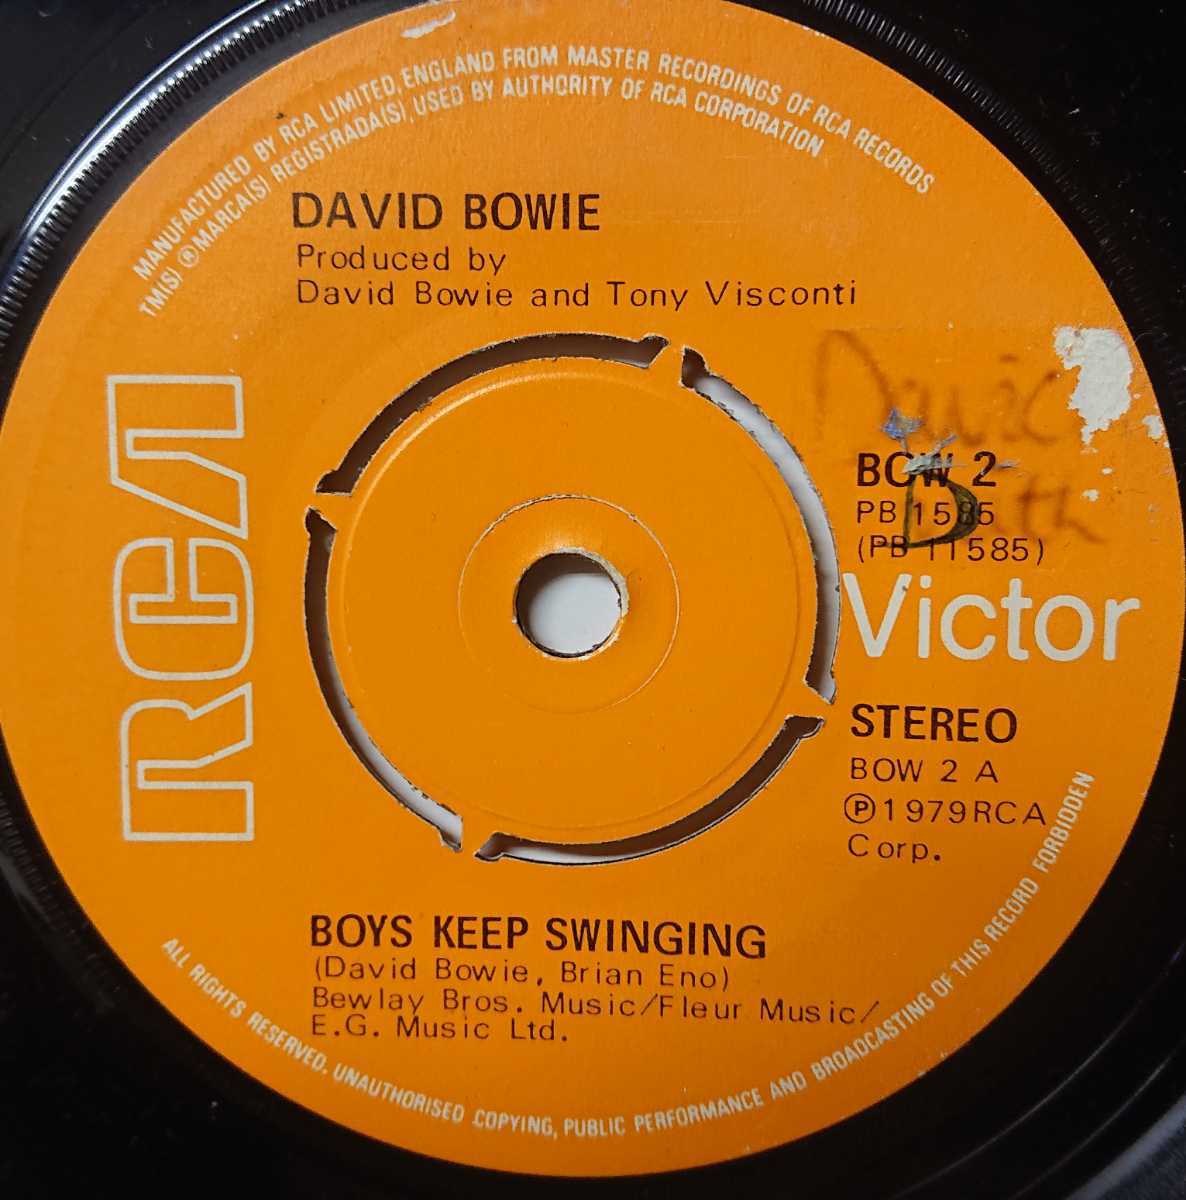 MANUFACTURED BY RCA LIMITED, ENGLAND FROM MASTER RECORDINGS OF RCA RECORDS
TM(S) ®MARCA(S) REGISTRADA(S), USED BY AUTHORITY OF RCA CORPORATION
DAVID BOWIE
Produced by
David Bowie and Tony Visconti
RCA
BOW 2
PB 1585
(PB 11585)
Victor
STEREO
BOW 2 A
Ⓟ1979 RCA
Corp.
BOYS KEEP SWINGING
(David Bowie, Brian Eno)
Bewlay Bros. Music/Fleur Music/
E.G. Music Ltd.
ALL RIGHTS RESERVED. UNAUTHORISED COPYING, PUBLIC PERFORMANCE AND BROADCASTING OF THIS RECORD FORBIDDEN